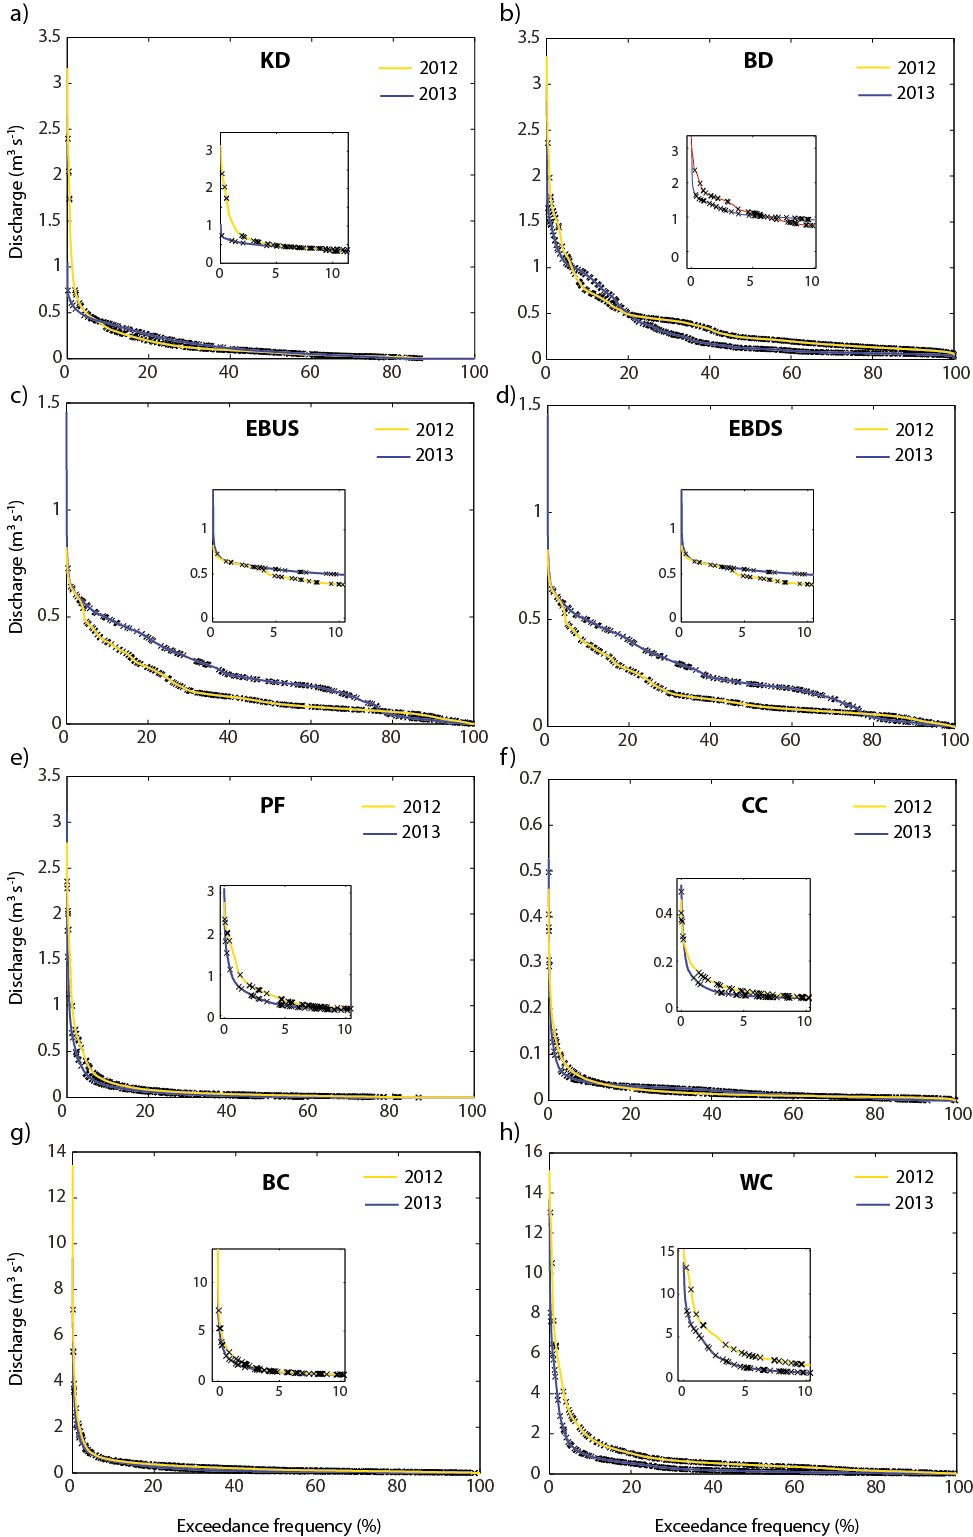 a)
3.5
3
2.5
2
1.5
1
0.5
0
Discharge (m³ s⁻¹)
KD
2012
2013
3
2
1
0
0 5 10
0 20 40 60 80 100
b)
3.5
3
2.5
2
1.5
1
0.5
0
BD
2012
2013
3
2
1
0
0 5 10
0 20 40 60 80 100
c)
1.5
1
0.5
0
Discharge (m³ s⁻¹)
EBUS
2012
2013
1
0.5
0
0 5 10
0 20 40 60 80 100
d)
1.5
1
0.5
0
EBDS
2012
2013
1
0.5
0
0 5 10
0 20 40 60 80 100
e)
3.5
3
2.5
2
1.5
1
0.5
0
Discharge (m³ s⁻¹)
PF
2012
2013
3
2
1
0
0 5 10
0 20 40 60 80 100
f)
0.7
0.6
0.5
0.4
0.3
0.2
0.1
0
CC
2012
2013
0.4
0.2
0
0 5 10
0 20 40 60 80 100
g)
14
12
10
8
6
4
2
0
Discharge (m³ s⁻¹)
BC
2012
2013
10
5
0
0 5 10
0 20 40 60 80 100
Exceedance frequency (%)
h)
16
14
12
10
8
6
4
2
0
WC
2012
2013
15
10
5
0
0 5 10
0 20 40 60 80 100
Exceedance frequency (%)